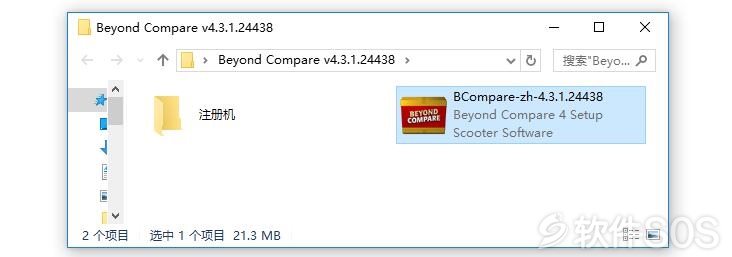 Beyond Compare v4.3.1.24438
Beyond Compare v4.3.1.24438
搜索"Beyo...
注册机
BEYOND
COMPARE
BCompare-zh-4.3.1.24438
Beyond Compare 4 Setup
Scooter Software
2 个项目 选中 1 个项目 21.3 MB
软件SOS